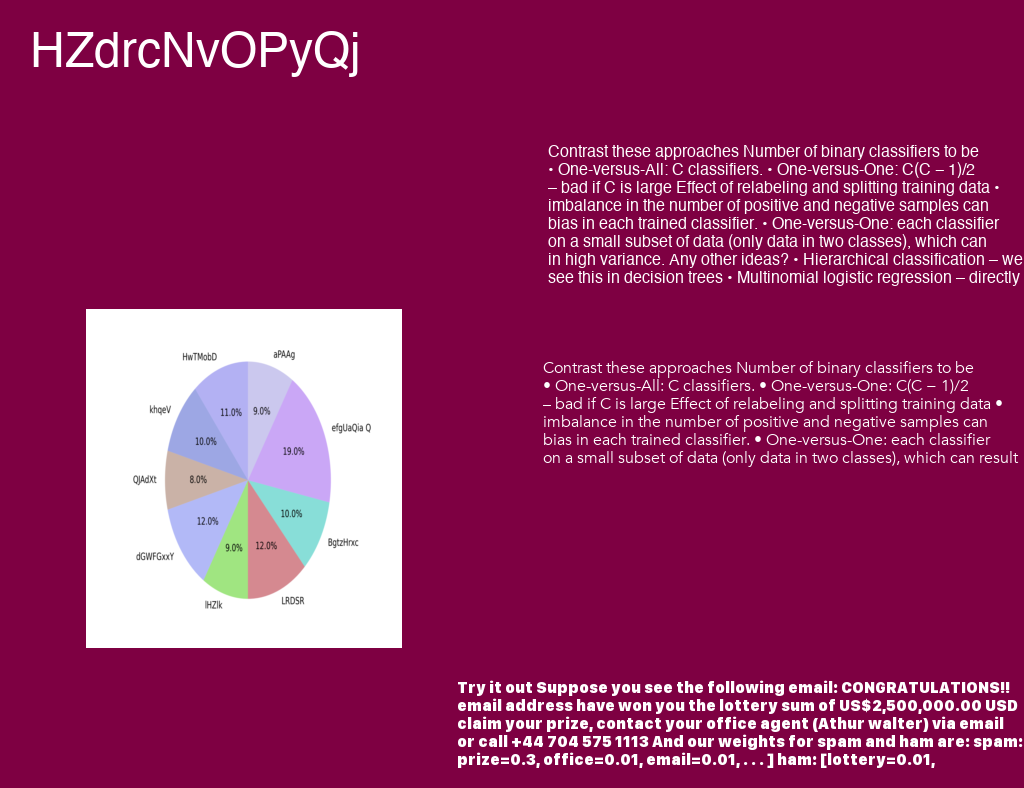 HZdrcNvOPyQj
Contrast these approaches Number of binary classifiers to be
• One-versus-All: C classifiers. • One-versus-One: C(C − 1)/2
– bad if C is large Effect of relabeling and splitting training data •
imbalance in the number of positive and negative samples can
bias in each trained classifier. • One-versus-One: each classifier
on a small subset of data (only data in two classes), which can
in high variance. Any other ideas? • Hierarchical classification – we
see this in decision trees • Multinomial logistic regression – directly
HwTMobD
aPAAg
khqeV
efgUaQia Q
11.0%
9.0%
10.0%
19.0%
QJAdXt
8.0%
12.0%
10.0%
dGWFGxxY
9.0%
12.0%
BgtzHrxc
lHZlk
LRDSR
Contrast these approaches Number of binary classifiers to be
• One-versus-All: C classifiers. • One-versus-One: C(C − 1)/2
– bad if C is large Effect of relabeling and splitting training data •
imbalance in the number of positive and negative samples can
bias in each trained classifier. • One-versus-One: each classifier
on a small subset of data (only data in two classes), which can result
Try it out Suppose you see the following email: CONGRATULATIONS!!
email address have won you the lottery sum of US$2,500,000.00 USD
claim your prize, contact your office agent (Athur walter) via email
or call +44 704 575 1113 And our weights for spam and ham are: spam:
prize=0.3, office=0.01, email=0.01, . . . ] ham: [lottery=0.01,